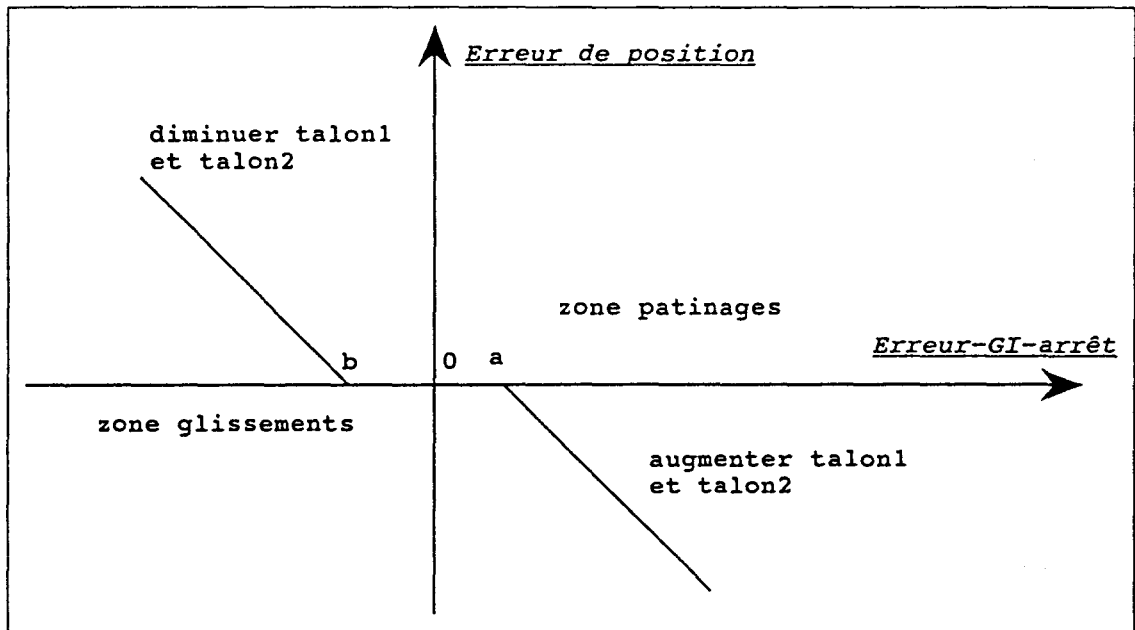 Erreur de position
diminuer talon1
et talon2
zone patinages
b
0
a
Erreur-GI-arrêt
zone glissements
augmenter talon1
et talon2